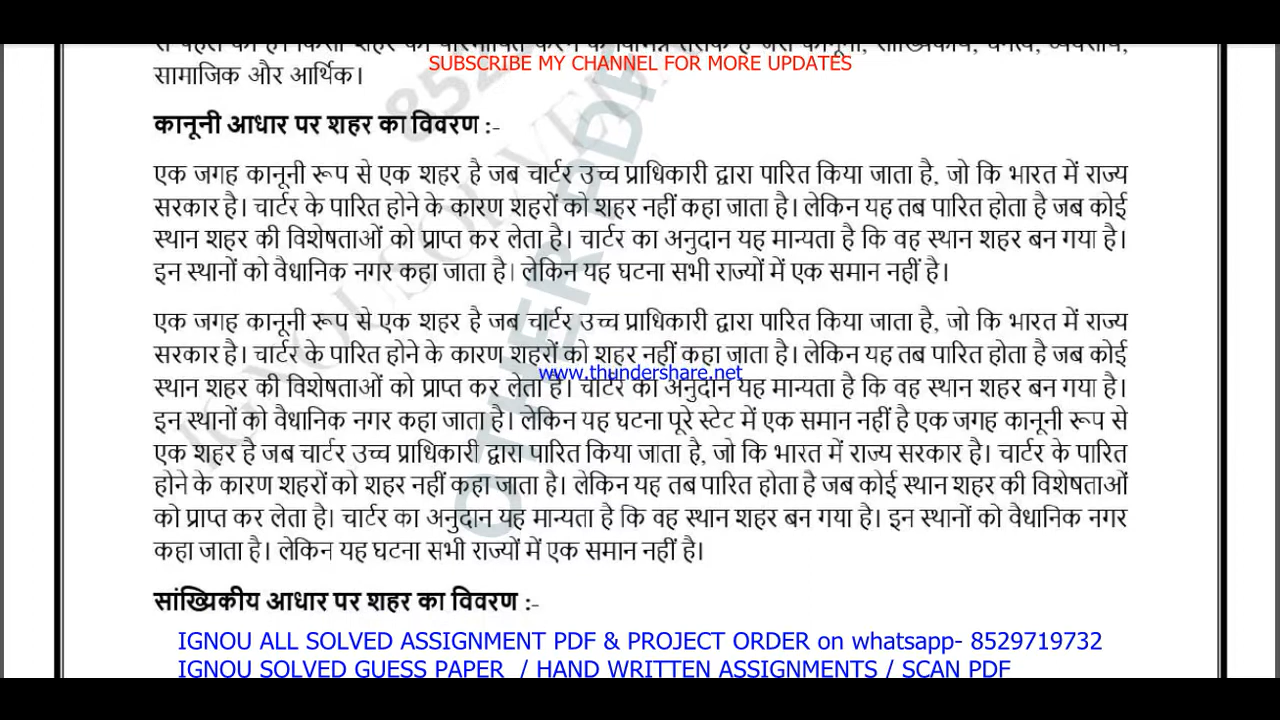 से पहले की है। किसी शहर को परिभाषित करने के विभिन्न तरीके हैं जैसे कानूनी, सांख्यिकीय, घनत्व, व्यवसाय,
SUBSCRIBE MY CHANNEL FOR MORE UPDATES
सामाजिक और आर्थिक।
कानूनी आधार पर शहर का विवरण :-
एक जगह कानूनी रूप से एक शहर है जब चार्टर उच्च प्राधिकारी द्वारा पारित किया जाता है, जो कि भारत में राज्य
सरकार है। चार्टर के पारित होने के कारण शहरों को शहर नहीं कहा जाता है। लेकिन यह तब पारित होता है जब कोई
स्थान शहर की विशेषताओं को प्राप्त कर लेता है। चार्टर का अनुदान यह मान्यता है कि वह स्थान शहर बन गया है।
इन स्थानों को वैधानिक नगर कहा जाता है। लेकिन यह घटना सभी राज्यों में एक समान नहीं है।
एक जगह कानूनी रूप से एक शहर है जब चार्टर उच्च प्राधिकारी द्वारा पारित किया जाता है, जो कि भारत में राज्य
सरकार है। चार्टर के पारित होने के कारण शहरों को शहर नहीं कहा जाता है। लेकिन यह तब पारित होता है जब कोई
www.thundershare.net
स्थान शहर की विशेषताओं को प्राप्त कर लेता है। चार्टर का अनुदान यह मान्यता है कि वह स्थान शहर बन गया है।
इन स्थानों को वैधानिक नगर कहा जाता है। लेकिन यह घटना पूरे स्टेट में एक समान नहीं है एक जगह कानूनी रूप से
एक शहर है जब चार्टर उच्च प्राधिकारी द्वारा पारित किया जाता है, जो कि भारत में राज्य सरकार है। चार्टर के पारित
होने के कारण शहरों को शहर नहीं कहा जाता है। लेकिन यह तब पारित होता है जब कोई स्थान शहर की विशेषताओं
को प्राप्त कर लेता है। चार्टर का अनुदान यह मान्यता है कि वह स्थान शहर बन गया है। इन स्थानों को वैधानिक नगर
कहा जाता है। लेकिन यह घटना सभी राज्यों में एक समान नहीं है।
सांख्यिकीय आधार पर शहर का विवरण :-
IGNOU ALL SOLVED ASSIGNMENT PDF & PROJECT ORDER on whatsapp- 8529719732
IGNOU SOLVED GUESS PAPER / HAND WRITTEN ASSIGNMENTS / SCAN PDF